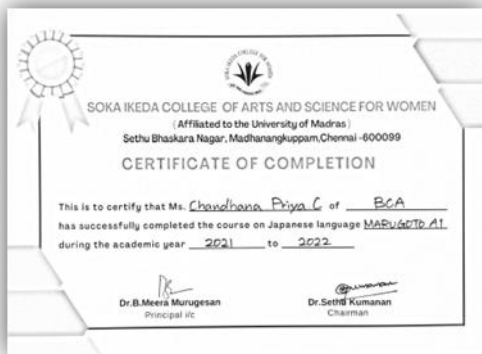 SOKA IKEDA COLLEGE OF ARTS AND SCIENCE FOR WOMEN
(Affiliated to the University of Madras)
Sethu Bhaskara Nagar, Madhanangkuppam, Chennai -600099
CERTIFICATE OF COMPLETION
This is to certify that Ms. Chandhana Priya C of BCA
has successfully completed the course on Japanese language MARUGOTO A1
during the academic year 2021 to 2022
Dr.B.Meera Murugesan
Principal i/c
Dr.Sethu Kumanan
Chairman